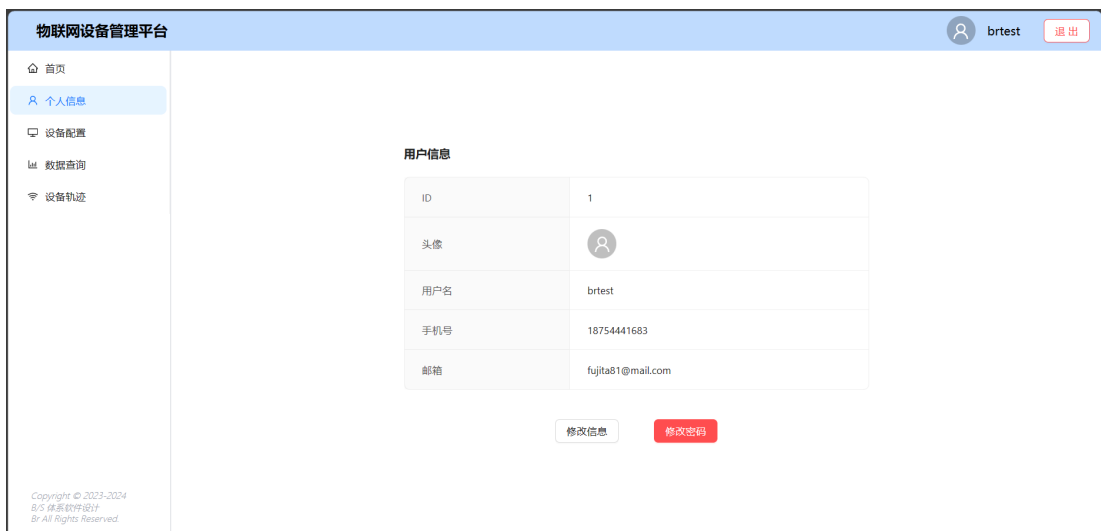 物联网设备管理平台
brtest
退 出
首页
个人信息
设备配置
数据查询
设备轨迹
用户信息
ID 1
头像
用户名 brtest
手机号 18754441683
邮箱 fujita81@mail.com
修改信息 修改密码
Copyright © 2023-2024
B/S 体系软件设计
Br All Rights Reserved.